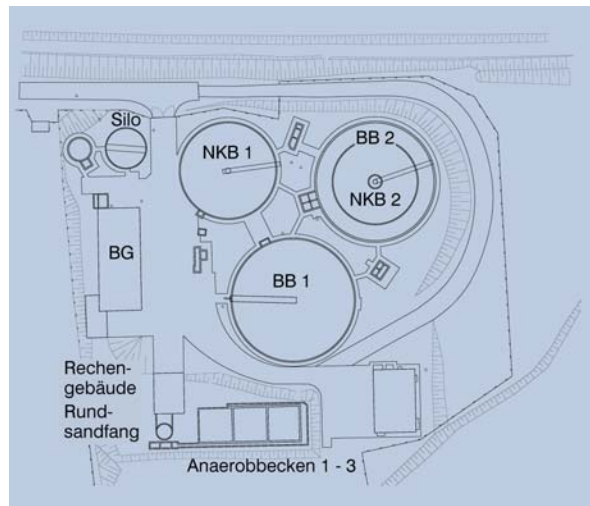 Silo
NKB 1
BB 2
NKB 2
BG
BB 1
Rechen-
gebäude
Rund-
sandfang
Anaerobbecken 1 - 3